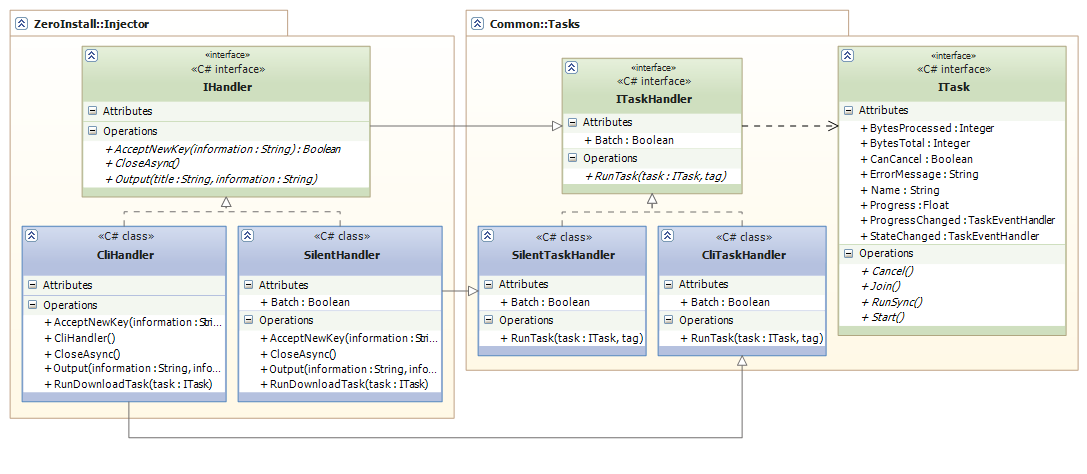 ZeroInstall::Injector
«interface»
«C# interface»
IHandler
Attributes
Operations
+ AcceptNewKey(information : String) : Boolean
+ CloseAsync()
+ Output(title : String, information : String)
«C# class»
CliHandler
Attributes
Operations
+ AcceptNewKey(information : Stri...
+ CliHandler()
+ CloseAsync()
+ Output(information : String, info...
+ RunDownloadTask(task : ITask)
«C# class»
SilentHandler
Attributes
+ Batch : Boolean
Operations
+ AcceptNewKey(information : Stri...
+ CloseAsync()
+ Output(information : String, info...
+ RunDownloadTask(task : ITask)
Common::Tasks
«interface»
«C# interface»
ITaskHandler
Attributes
+ Batch : Boolean
Operations
+ RunTask(task : ITask, tag)
«interface»
«C# interface»
ITask
Attributes
+ BytesProcessed : Integer
+ BytesTotal : Integer
+ CanCancel : Boolean
+ ErrorMessage : String
+ Name : String
+ Progress : Float
+ ProgressChanged : TaskEventHandler
+ StateChanged : TaskEventHandler
Operations
+ Cancel()
+ Join()
+ RunSync()
+ Start()
«C# class»
SilentTaskHandler
Attributes
+ Batch : Boolean
Operations
+ RunTask(task : ITask, tag)
«C# class»
CliTaskHandler
Attributes
+ Batch : Boolean
Operations
+ RunTask(task : ITask, tag)